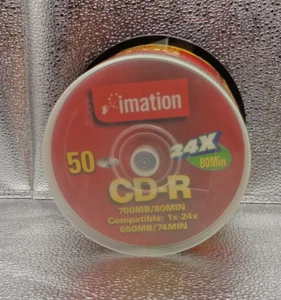 imation
24X
80Min
50
CD-R
700MB/80MIN
Compatible: 1x-24x
650MB/74MIN